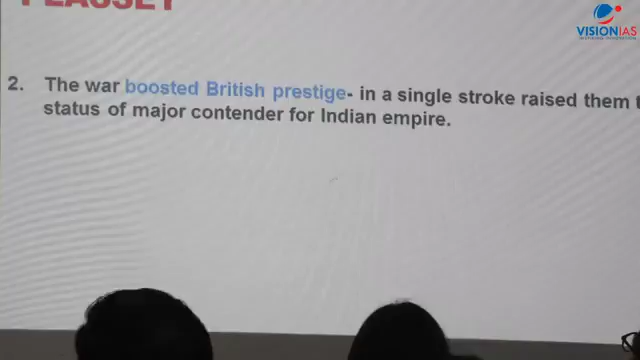 PLASSEY
VISIONIAS
2. The war boosted British prestige- in a single stroke raised them t
status of major contender for Indian empire.